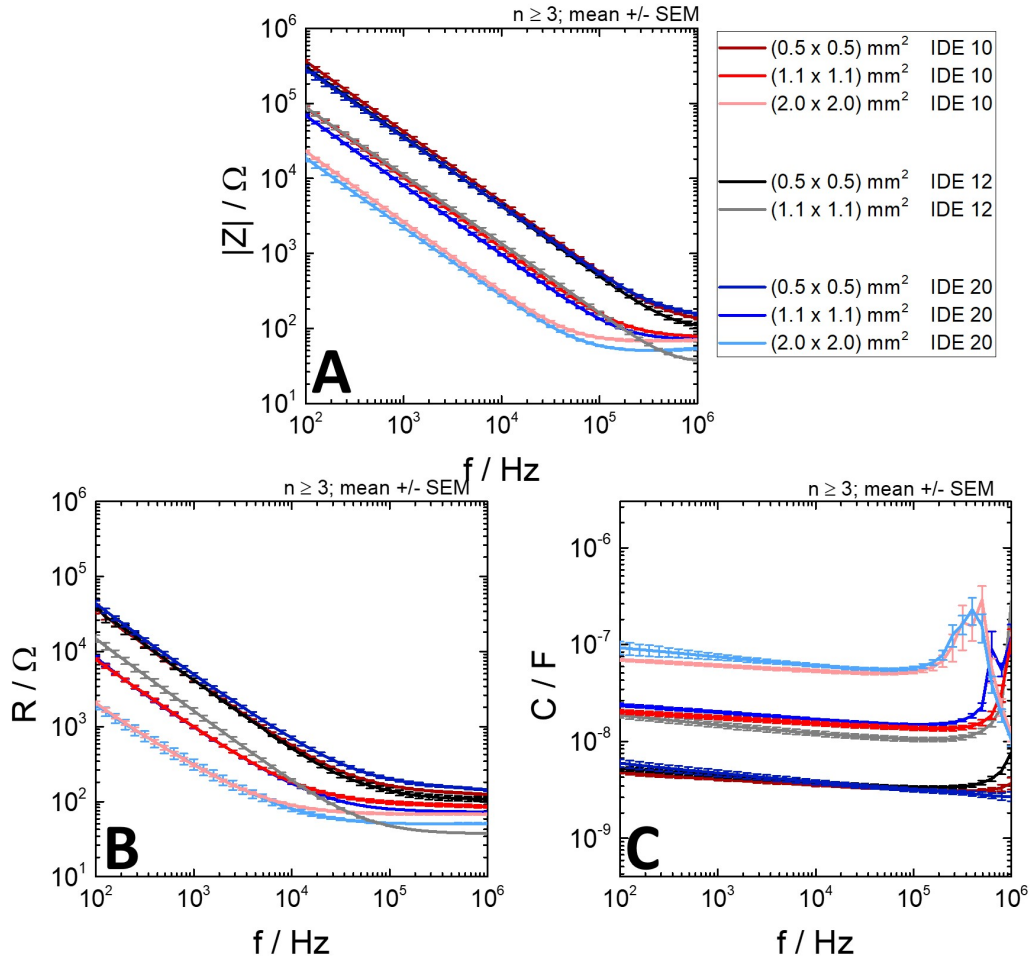 n ≥ 3; mean +/- SEM
10⁶
10⁵
10⁴
10³
10²
10¹
|Z| / Ω
A
10² 10³ 10⁴ 10⁵ 10⁶
f / Hz
(0.5 x 0.5) mm² IDE 10
(1.1 x 1.1) mm² IDE 10
(2.0 x 2.0) mm² IDE 10
(0.5 x 0.5) mm² IDE 12
(1.1 x 1.1) mm² IDE 12
(0.5 x 0.5) mm² IDE 20
(1.1 x 1.1) mm² IDE 20
(2.0 x 2.0) mm² IDE 20
n ≥ 3; mean +/- SEM
10⁶
10⁵
10⁴
10³
10²
10¹
R / Ω
B
10² 10³ 10⁴ 10⁵ 10⁶
f / Hz
n ≥ 3; mean +/- SEM
10⁻⁶
10⁻⁷
10⁻⁸
10⁻⁹
C / F
C
10² 10³ 10⁴ 10⁵ 10⁶
f / Hz